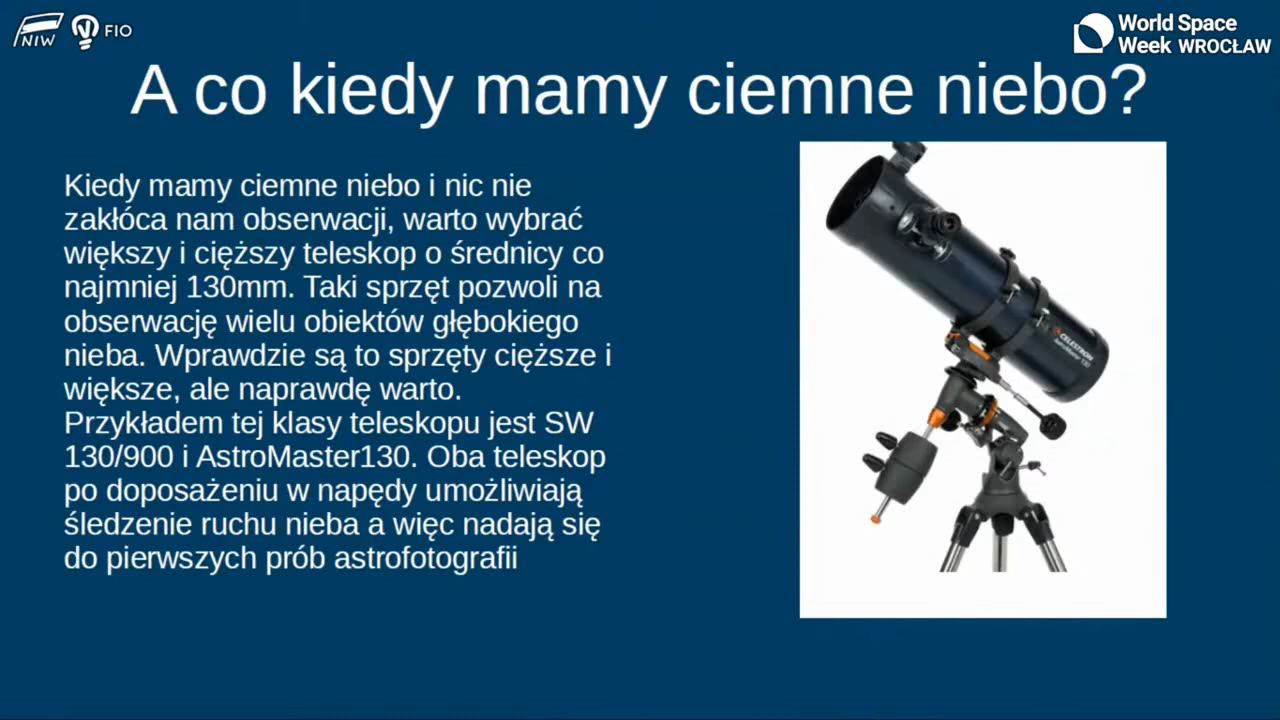 NIW FIO
World Space
Week WROCŁAW
A co kiedy mamy ciemne niebo?
Kiedy mamy ciemne niebo i nic nie
zakłóca nam obserwacji, warto wybrać
większy i cięższy teleskop o średnicy co
najmniej 130mm. Taki sprzęt pozwoli na
obserwację wielu obiektów głębokiego
nieba. Wprawdzie są to sprzęty cięższe i
większe, ale naprawdę warto.
Przykładem tej klasy teleskopu jest SW
130/900 i AstroMaster130. Oba teleskop
po doposażeniu w napędy umożliwiają
śledzenie ruchu nieba a więc nadają się
do pierwszych prób astrofotografii
CELESTRON
AstroMaster 130